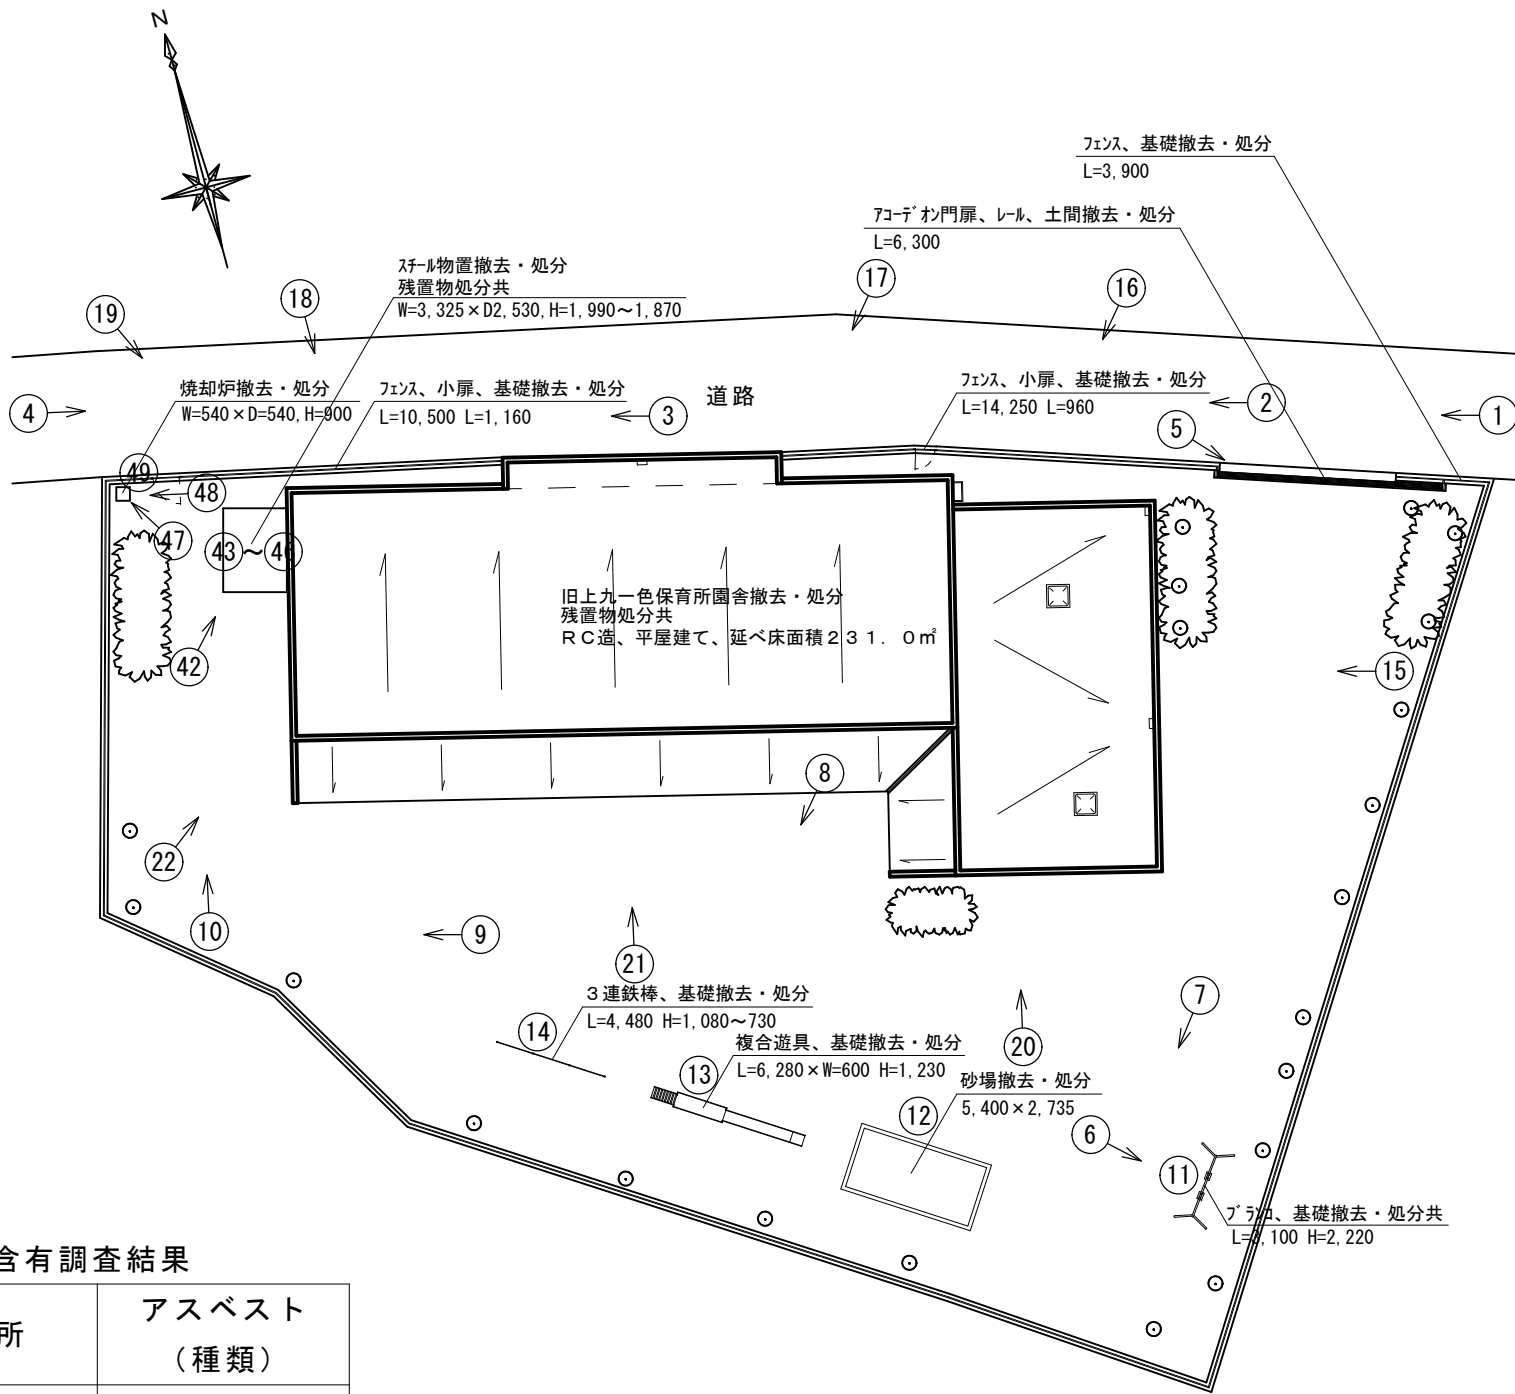 N
フェンス、基礎撤去・処分
L=3,900
アコーデオン門扉、レール、土間撤去・処分
L=6,300
スチール物置撤去・処分
残置物処分共
W=3,325×D2,530,H=1,990～1,870
17
16
18
19
焼却炉撤去・処分
W=540×D=540,H=900
フェンス、小扉、基礎撤去・処分
L=10,500 L=1,160
道路
フェンス、小扉、基礎撤去・処分
L=14,250 L=960
4
3
2
1
5
49
48
47
43～46
旧上九一色保育所園舎撤去・処分
残置物処分共
ＲＣ造、平屋建て、延べ床面積２３１．０㎡
42
15
8
22
10
9
21
7
3連鉄棒、基礎撤去・処分
L=4,480 H=1,080～730
14
20
複合遊具、基礎撤去・処分
L=6,280×W=600 H=1,230
13
砂場撤去・処分
5,400×2,735
12
6
11
ブランコ、基礎撤去・処分共
L=3,100 H=2,220
含有調査結果
所
アスベスト
（種類）